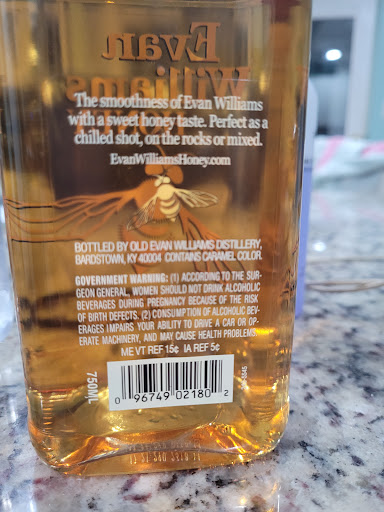 Evan
Williams
The smoothness of Evan Williams
with a sweet honey taste. Perfect as a
chilled shot, on the rocks or mixed.
EvanWilliamsHoney.com
BOTTLED BY OLD EVAN WILLIAMS DISTILLERY,
BARDSTOWN, KY 40004 CONTAINS CARAMEL COLOR.
GOVERNMENT WARNING: (1) ACCORDING TO THE SUR-
GEON GENERAL, WOMEN SHOULD NOT DRINK ALCOHOLIC
BEVERAGES DURING PREGNANCY BECAUSE OF THE RISK
OF BIRTH DEFECTS. (2) CONSUMPTION OF ALCOHOLIC BEV-
ERAGES IMPAIRS YOUR ABILITY TO DRIVE A CAR OR OP-
ERATE MACHINERY, AND MAY CAUSE HEALTH PROBLEMS.
ME VT REF 15¢ IA REF 5¢
750ML
0 96749 02180 2